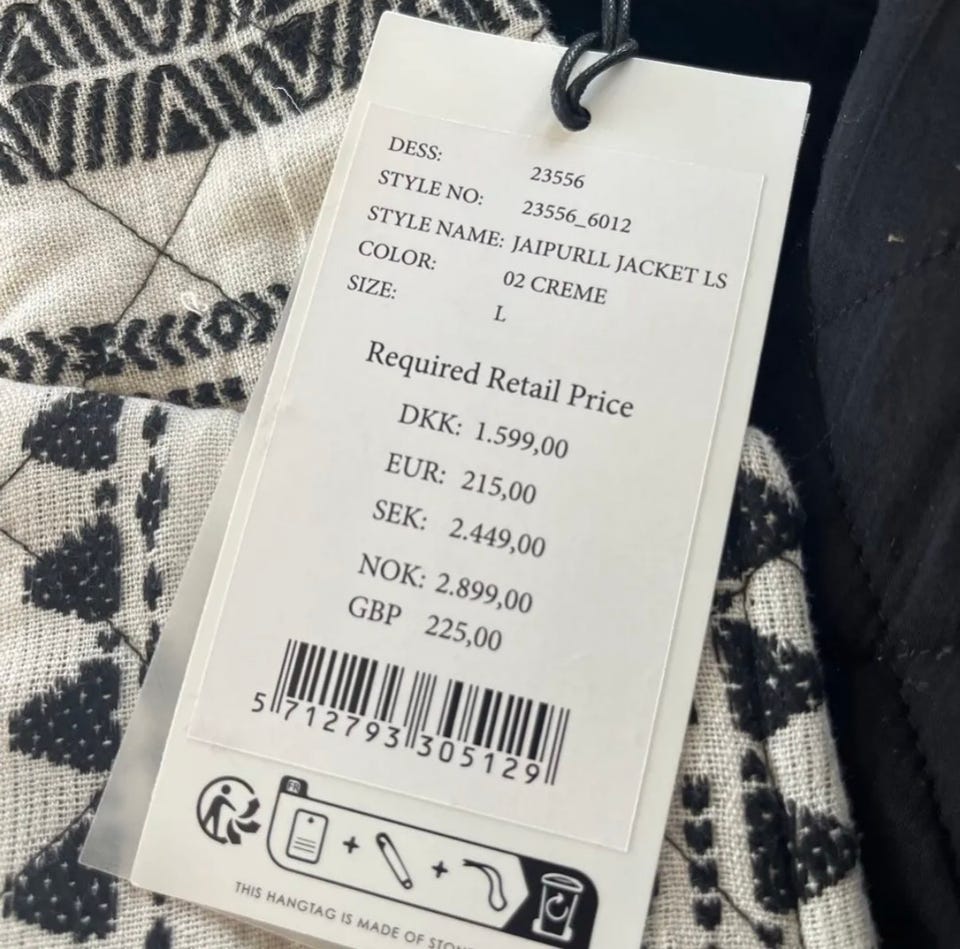 DESS: 23556
STYLE NO: 23556_6012
STYLE NAME: JAIPURLL JACKET LS
COLOR: 02 CREME
SIZE: L
Required Retail Price
DKK: 1.599,00
EUR: 215,00
SEK: 2.449,00
NOK: 2.899,00
GBP 225,00
5 712793 305129
FR
THIS HANGTAG IS MADE OF STONE